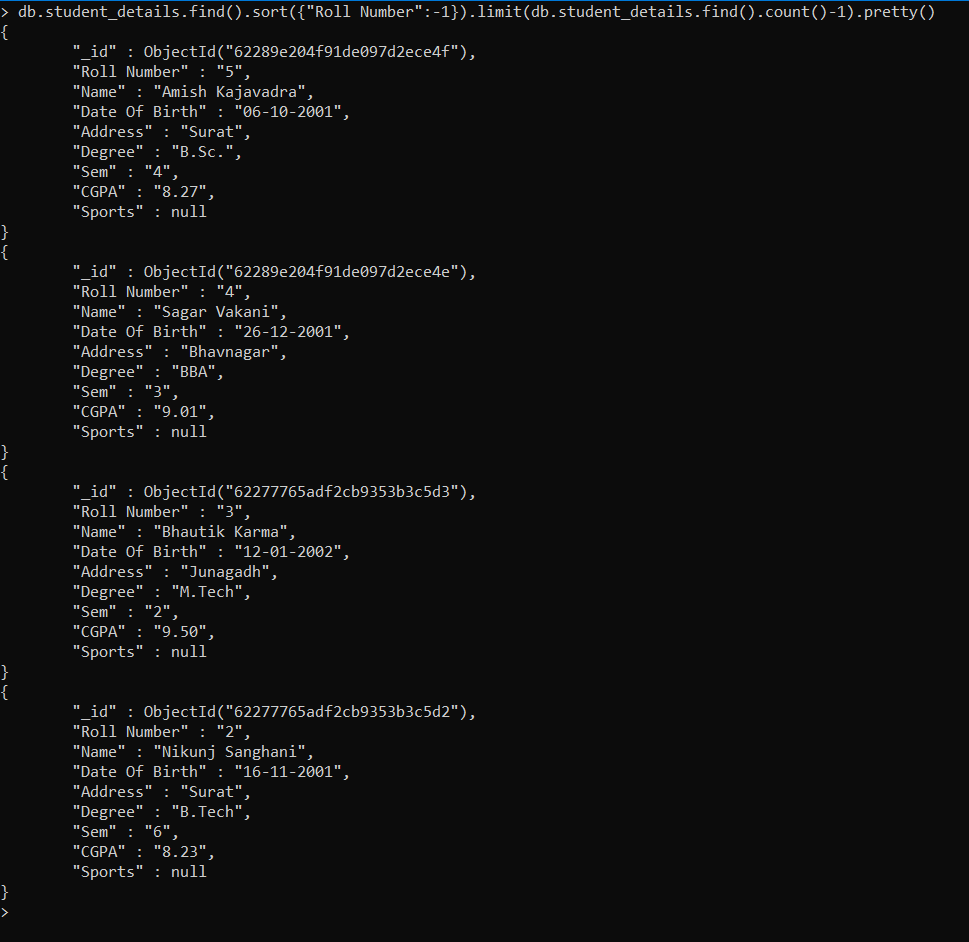 > db.student_details.find().sort({"Roll Number":-1}).limit(db.student_details.find().count()-1).pretty()
{
        "_id" : ObjectId("62289e204f91de097d2ece4f"),
        "Roll Number" : "5",
        "Name" : "Amish Kajavadra",
        "Date Of Birth" : "06-10-2001",
        "Address" : "Surat",
        "Degree" : "B.Sc.",
        "Sem" : "4",
        "CGPA" : "8.27",
        "Sports" : null
}
{
        "_id" : ObjectId("62289e204f91de097d2ece4e"),
        "Roll Number" : "4",
        "Name" : "Sagar Vakani",
        "Date Of Birth" : "26-12-2001",
        "Address" : "Bhavnagar",
        "Degree" : "BBA",
        "Sem" : "3",
        "CGPA" : "9.01",
        "Sports" : null
}
{
        "_id" : ObjectId("62277765adf2cb9353b3c5d3"),
        "Roll Number" : "3",
        "Name" : "Bhautik Karma",
        "Date Of Birth" : "12-01-2002",
        "Address" : "Junagadh",
        "Degree" : "M.Tech",
        "Sem" : "2",
        "CGPA" : "9.50",
        "Sports" : null
}
{
        "_id" : ObjectId("62277765adf2cb9353b3c5d2"),
        "Roll Number" : "2",
        "Name" : "Nikunj Sanghani",
        "Date Of Birth" : "16-11-2001",
        "Address" : "Surat",
        "Degree" : "B.Tech",
        "Sem" : "6",
        "CGPA" : "8.23",
        "Sports" : null
}
>